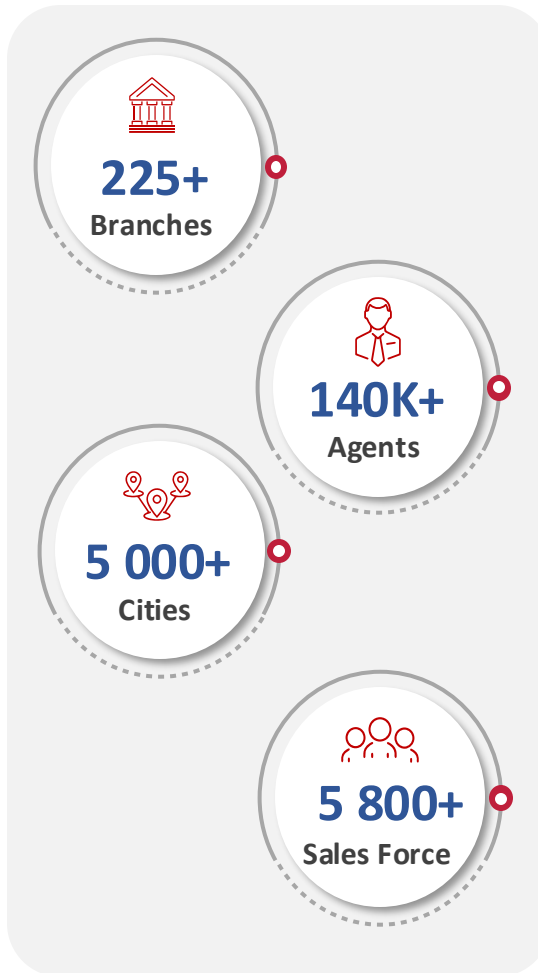 225+
Branches
140K+
Agents
5 000+
Cities
5 800+
Sales Force